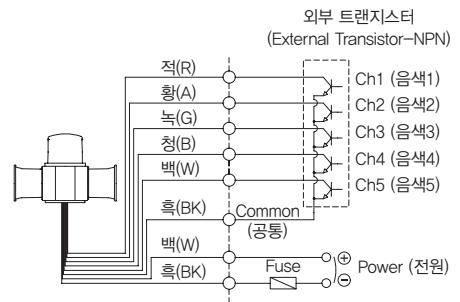 외부 트랜지스터
(External Transistor-NPN)
적(R)
Ch1 (음색1)
황(A)
Ch2 (음색2)
녹(G)
Ch3 (음색3)
청(B)
Ch4 (음색4)
백(W)
Ch5 (음색5)
흑(BK)
Common
(공통)
백(W)
흑(BK)
Fuse
⊕
⊖
Power (전원)